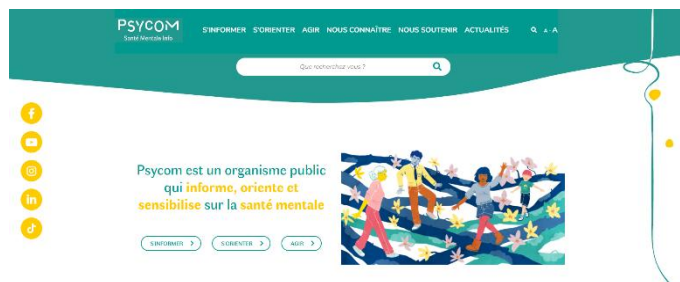 PSYCOM
Santé Mentale Info
S'INFORMER S'ORIENTER AGIR NOUS CONNAÎTRE NOUS SOUTENIR ACTUALITÉS A A
Que recherchez-vous ?
Psycom est un organisme public
qui informe, oriente et
sensibilise sur la santé mentale
S'INFORMER > S'ORIENTER > AGIR >